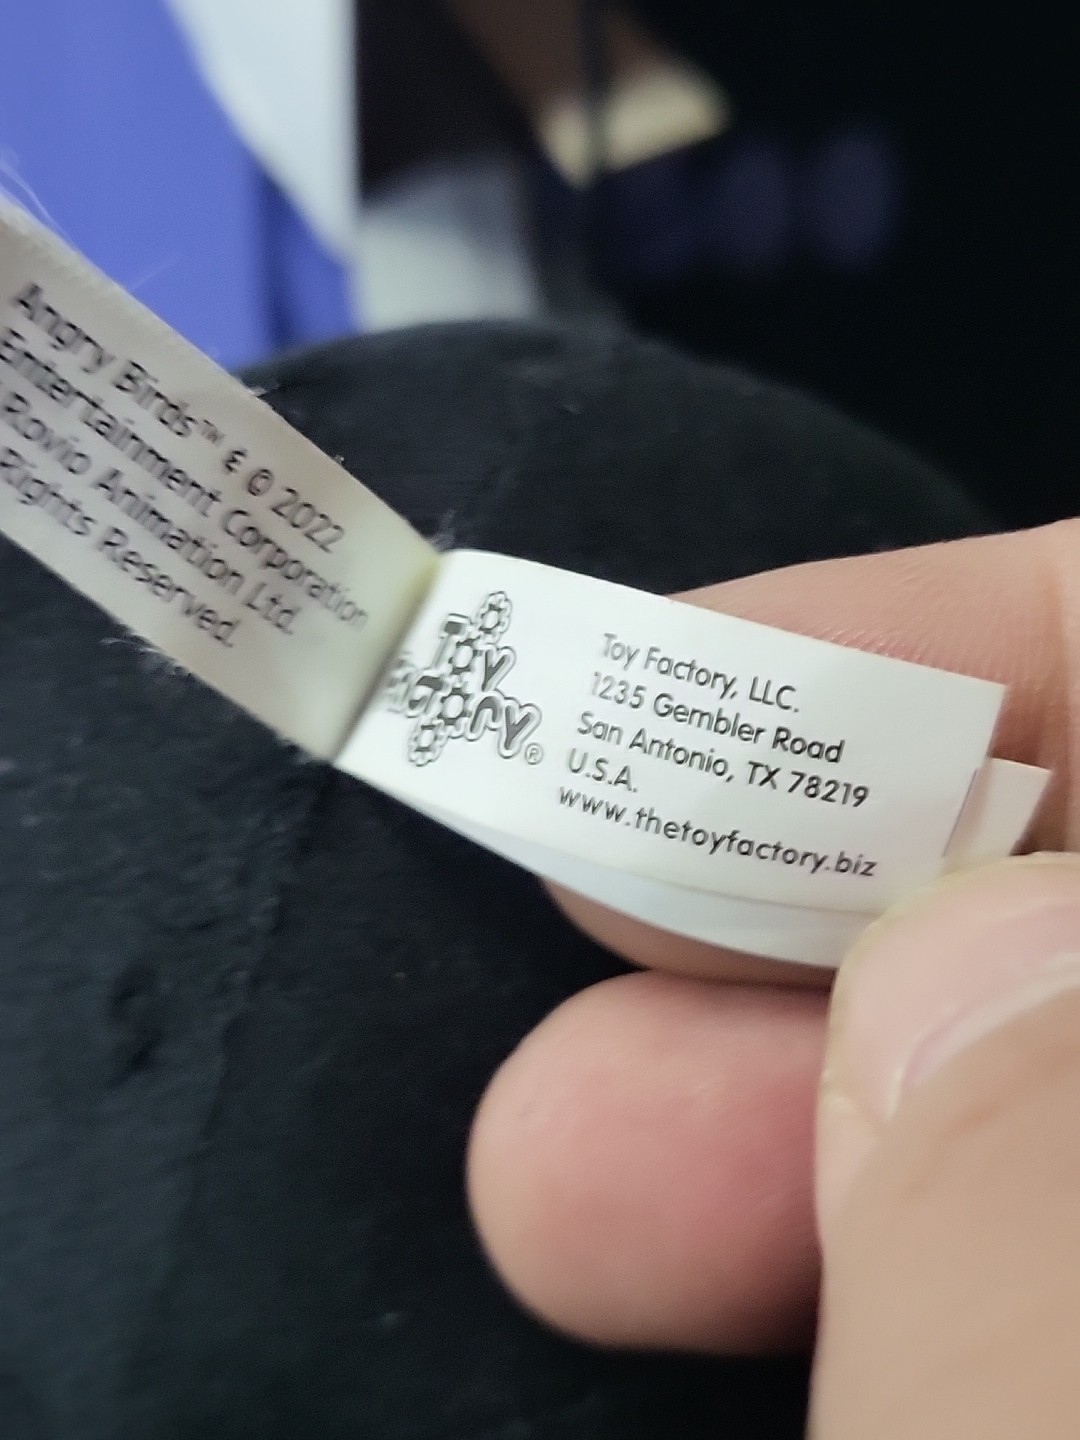 Angry Birds™ & © 2022
Entertainment Corporation
Rovio Animation Ltd.
Rights Reserved.
TOY
FACTORY®
Toy Factory, LLC.
1235 Gembler Road
San Antonio, TX 78219
U.S.A.
www.thetoyfactory.biz